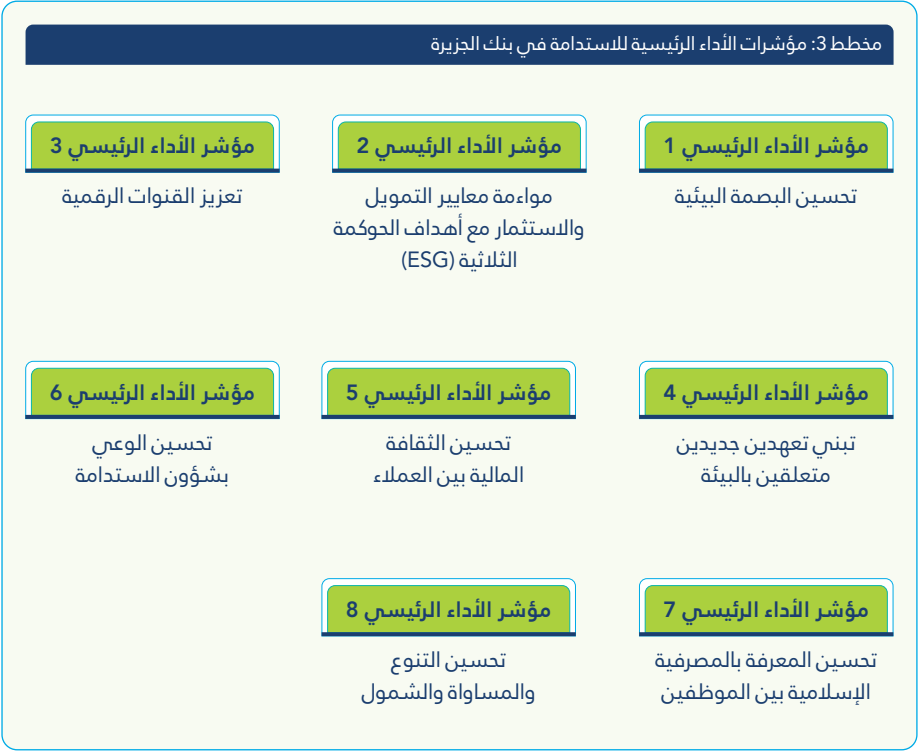 مخطط 3: مؤشرات الأداء الرئيسية للاستدامة في بنك الجزيرة
مؤشر الأداء الرئيسي 1
تحسين البصمة البيئية
مؤشر الأداء الرئيسي 2
مواءمة معايير التمويل
والاستثمار مع أهداف الحوكمة
الثلاثية (ESG)
مؤشر الأداء الرئيسي 3
تعزيز القنوات الرقمية
مؤشر الأداء الرئيسي 4
تبني تعهدين جديدين
متعلقين بالبيئة
مؤشر الأداء الرئيسي 5
تحسين الثقافة
المالية بين العملاء
مؤشر الأداء الرئيسي 6
تحسين الوعي
بشؤون الاستدامة
مؤشر الأداء الرئيسي 7
تحسين المعرفة بالمصرفية
الإسلامية بين الموظفين
مؤشر الأداء الرئيسي 8
تحسين التنوع
والمساواة والشمول